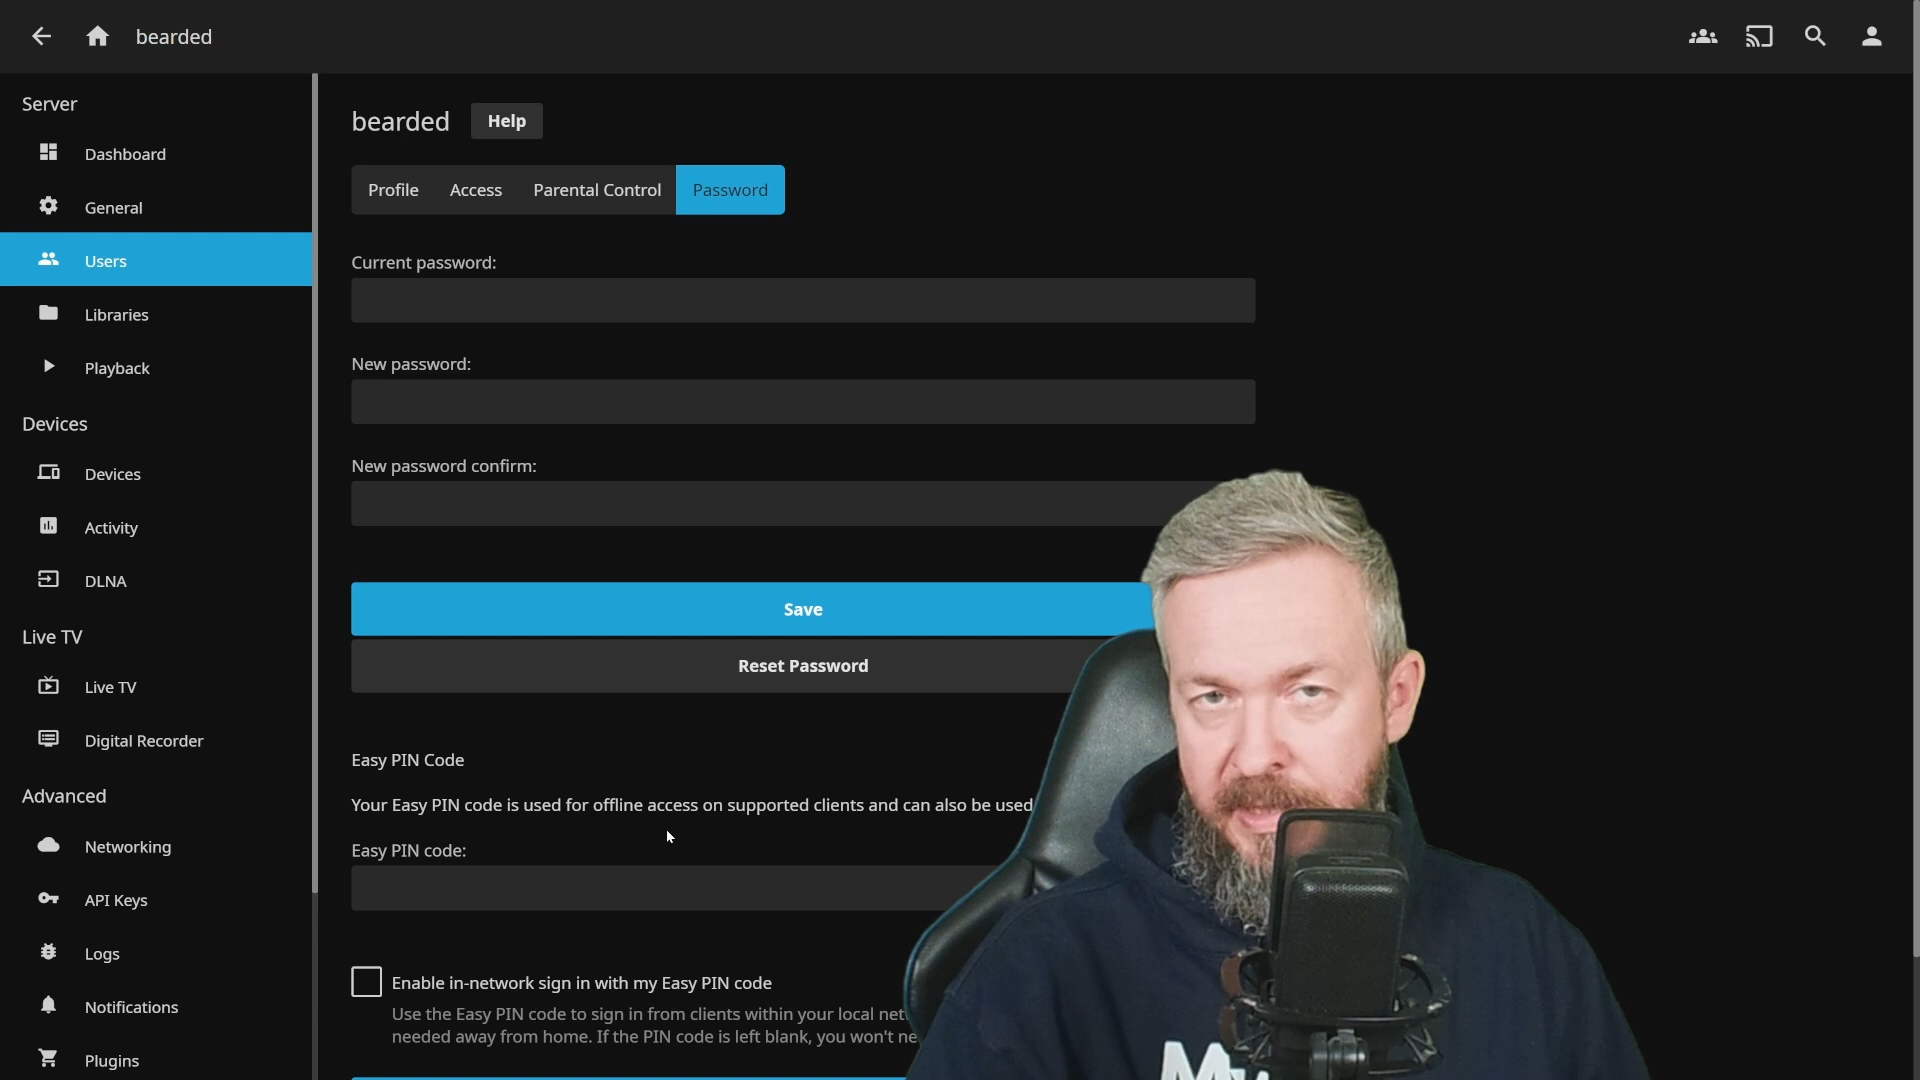 bearded
Server
Dashboard
General
Users
Libraries
Playback
Devices
Devices
Activity
DLNA
Live TV
Live TV
Digital Recorder
Advanced
Networking
API Keys
Logs
Notifications
Plugins
bearded Help
Profile Access Parental Control Password
Current password:
New password:
New password confirm:
Save
Reset Password
Easy PIN Code
Your Easy PIN code is used for offline access on supported clients and can also be used
Easy PIN code:
Enable in-network sign in with my Easy PIN code
Use the Easy PIN code to sign in from clients within your local
needed away from home. If the PIN code is left blank, you won't
My